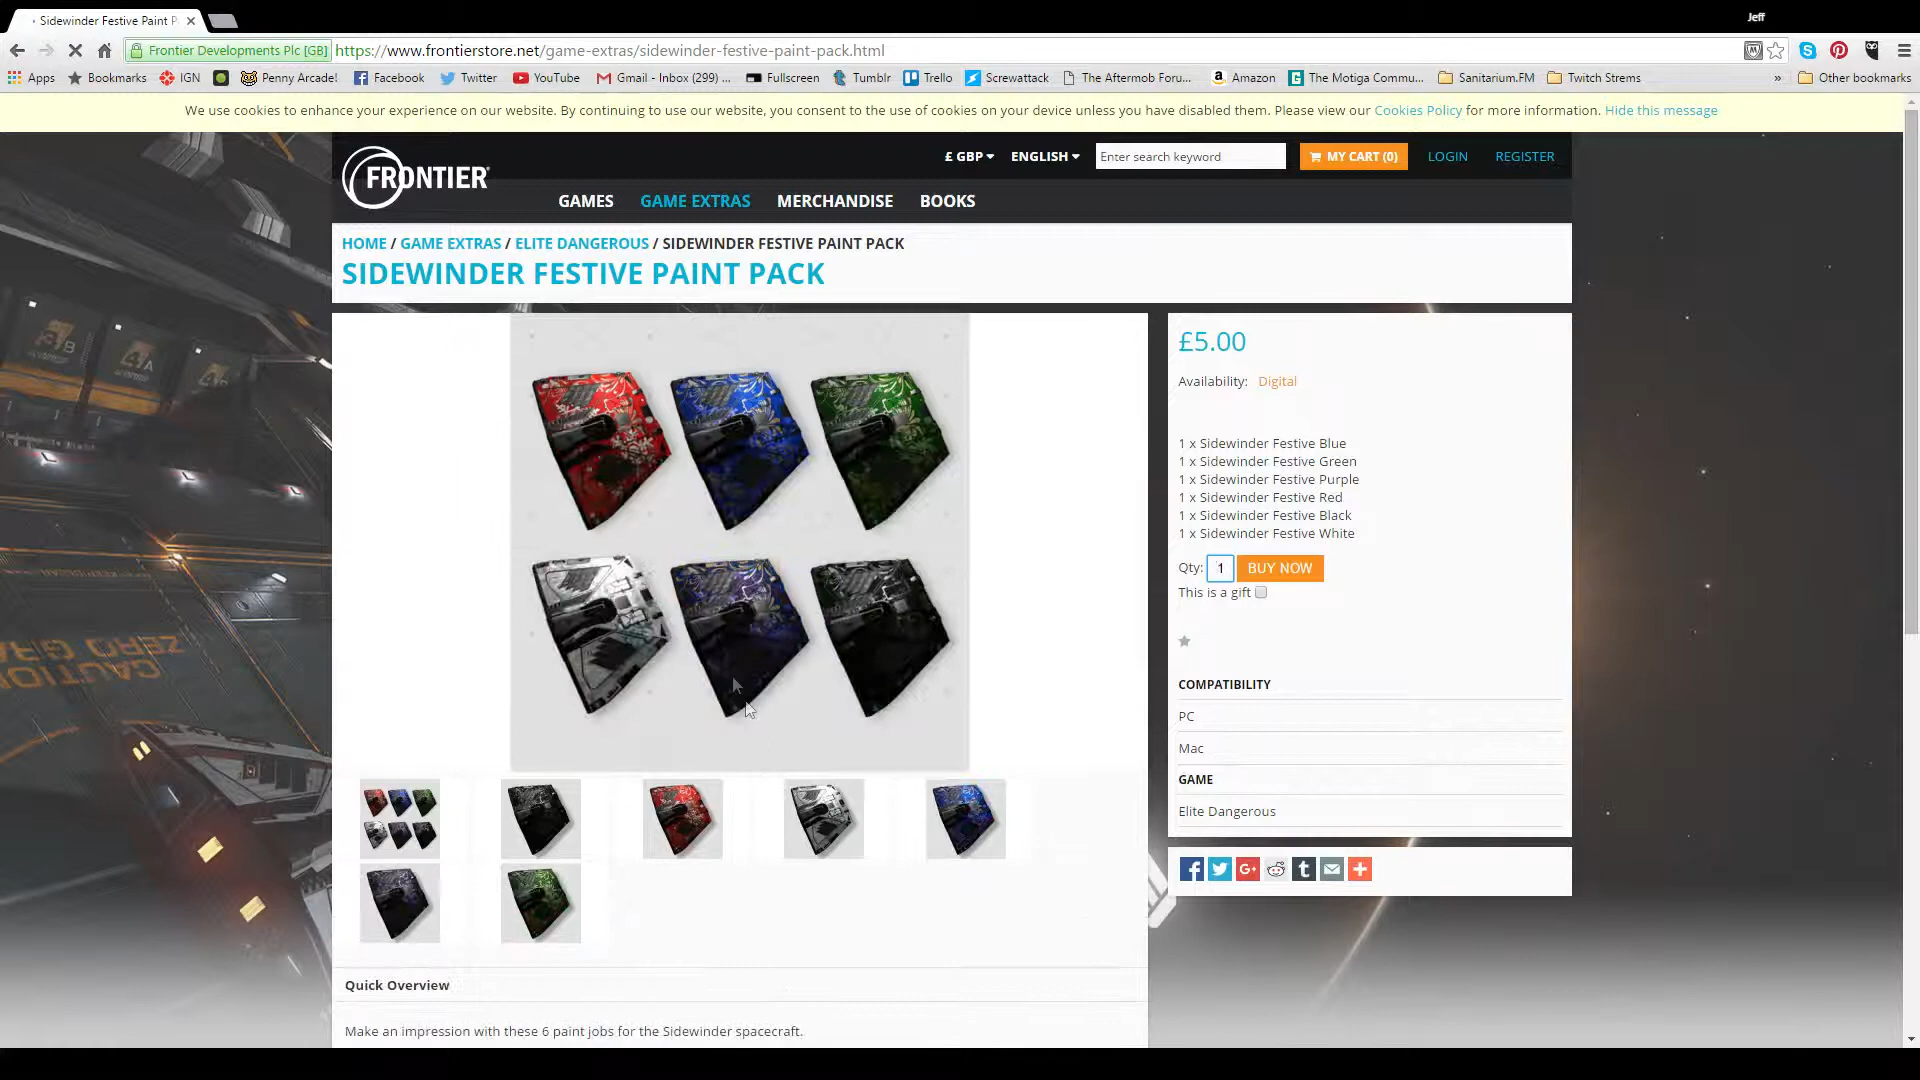 Sidewinder Festive Paint P
Jeff
Frontier Developments Plc [GB] https://www.frontierstore.net/game-extras/sidewinder-festive-paint-pack.html
Apps Bookmarks IGN Penny Arcade! Facebook Twitter YouTube Gmail - Inbox (299) ... Fullscreen Tumblr Trello Screwattack The Aftermob Foru... Amazon The Motiga Commu... Sanitarium.FM Twitch Strems » Other bookmarks
We use cookies to enhance your experience on our website. By continuing to use our website, you consent to the use of cookies on your device unless you have disabled them. Please view our Cookies Policy for more information. Hide this message
FRONTIER
£ GBP ENGLISH Enter search keyword MY CART (0) LOGIN REGISTER
GAMES GAME EXTRAS MERCHANDISE BOOKS
HOME / GAME EXTRAS / ELITE DANGEROUS / SIDEWINDER FESTIVE PAINT PACK
SIDEWINDER FESTIVE PAINT PACK
£5.00
Availability: Digital
1 x Sidewinder Festive Blue
1 x Sidewinder Festive Green
1 x Sidewinder Festive Purple
1 x Sidewinder Festive Red
1 x Sidewinder Festive Black
1 x Sidewinder Festive White
Qty: 1 BUY NOW
This is a gift
COMPATIBILITY
PC
Mac
GAME
Elite Dangerous
Quick Overview
Make an impression with these 6 paint jobs for the Sidewinder spacecraft.
4A
ZERO GRA
CAUTION